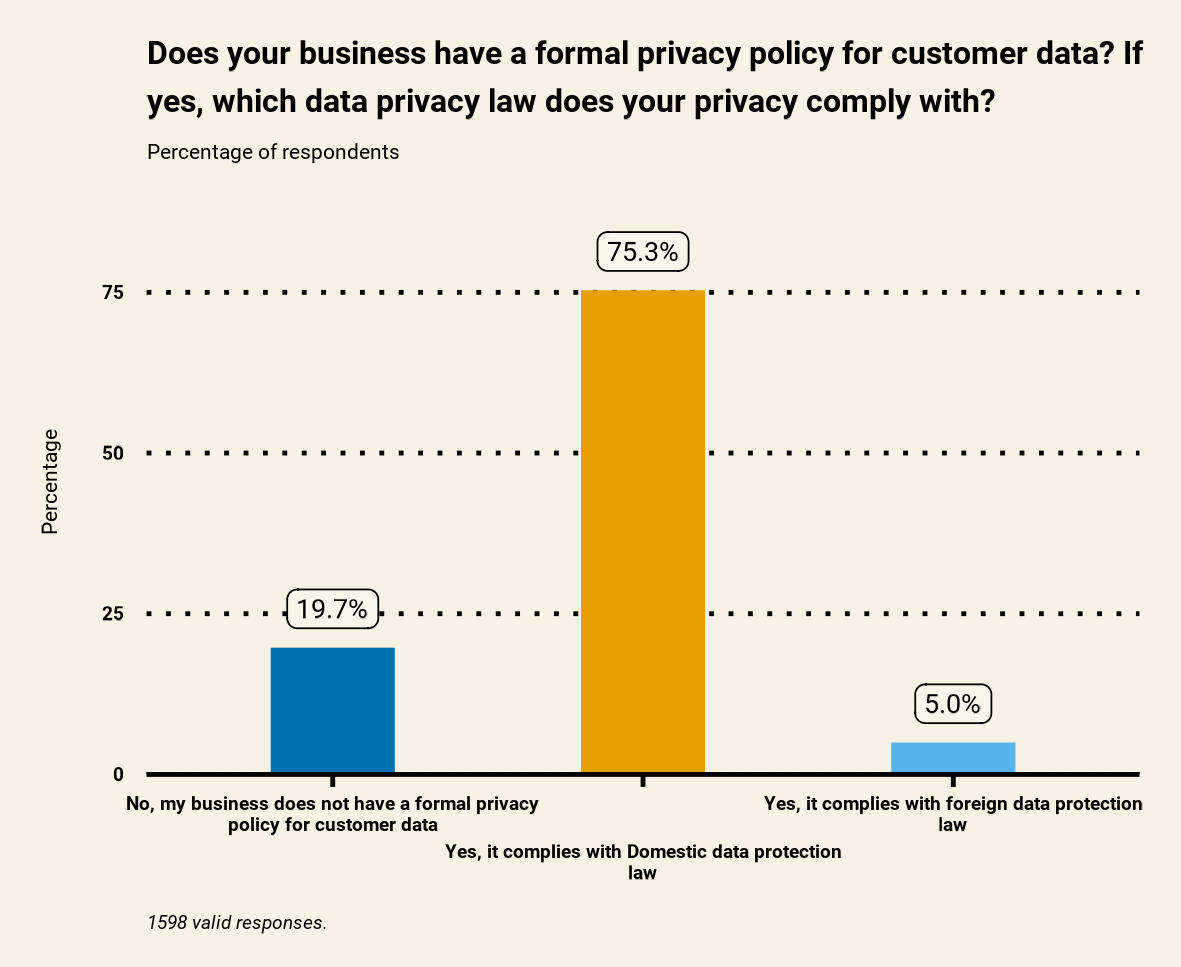 Does your business have a formal privacy policy for customer data? If
yes, which data privacy law does your privacy comply with?
Percentage of respondents
75.3%
75
50
Percentage
25
19.7%
5.0%
0
No, my business does not have a formal privacy
policy for customer data
Yes, it complies with Domestic data protection
law
Yes, it complies with foreign data protection
law
1598 valid responses.